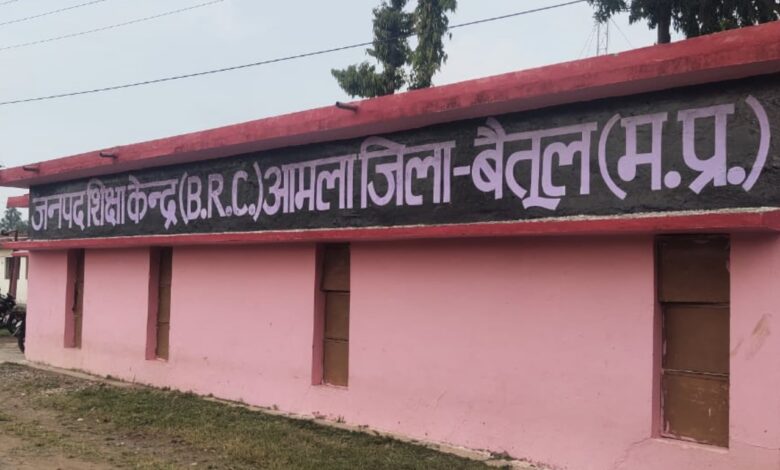 जनपद शिक्षा केन्द्र (B.R.C.) आमला जिला-बैतूल (म.प्र.)